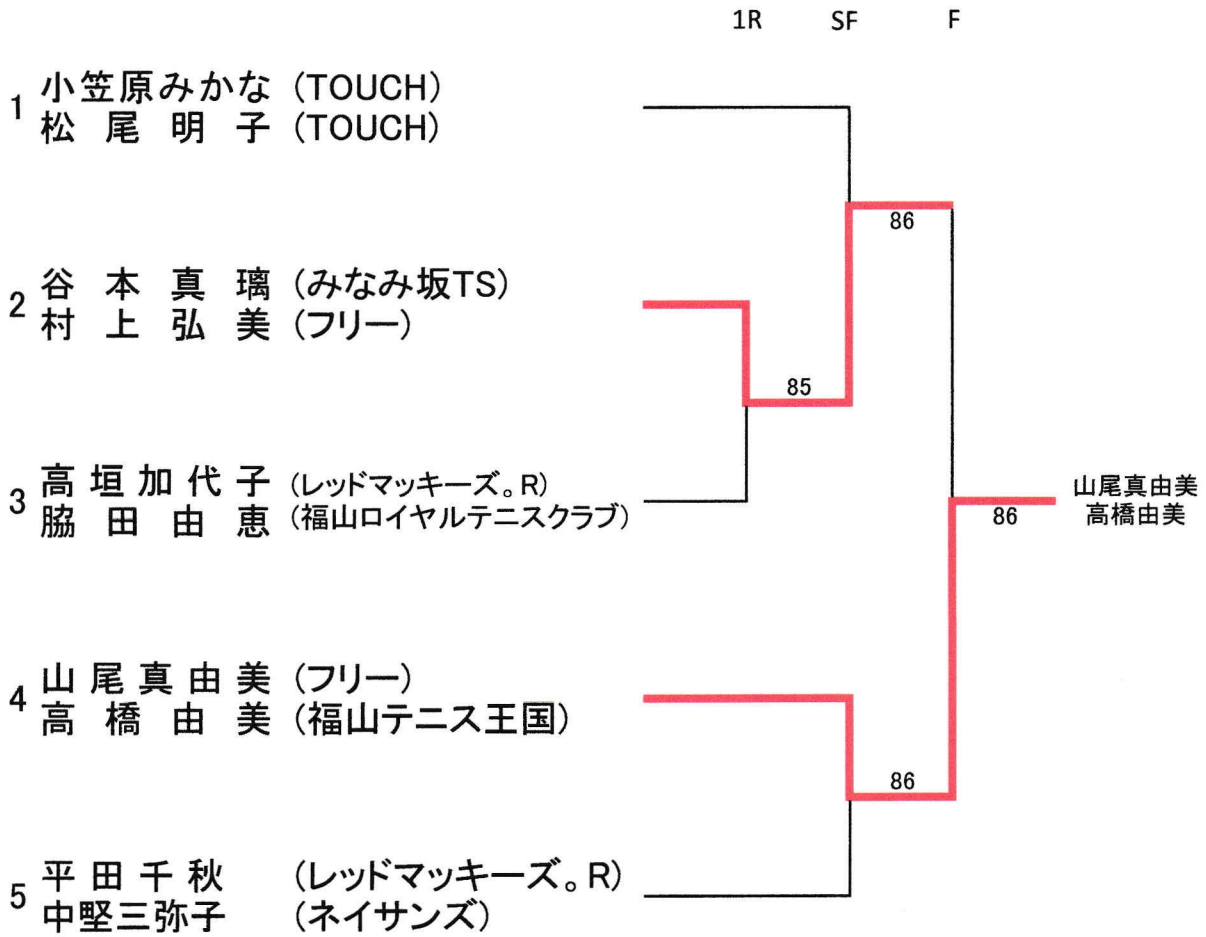 1R SF F
1 小笠原みかな (TOUCH)
松尾明子 (TOUCH)
86
2 谷本真璃 (みなみ坂TS)
村上弘美 (フリー)
85
3 高垣加代子 (レッドマッキーズ。R)
脇田由恵 (福山ロイヤルテニスクラブ)
山尾真由美
86 高橋由美
4 山尾真由美 (フリー)
高橋由美 (福山テニス王国)
86
5 平田千秋 (レッドマッキーズ。R)
中堅三弥子 (ネイサンズ)